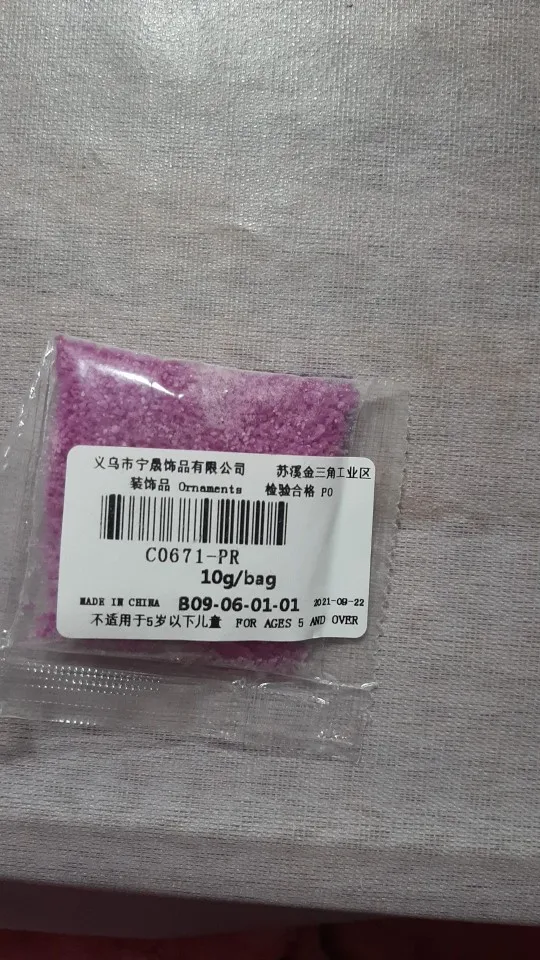 义乌市宁晟饰品有限公司 苏溪金三角工业区
装饰品 Ornaments 检验合格 PO
C0671-PR
10g/bag
MADE IN CHINA B09-06-01-01 2021-09-22
不适用于5岁以下儿童 FOR AGES 5 AND OVER